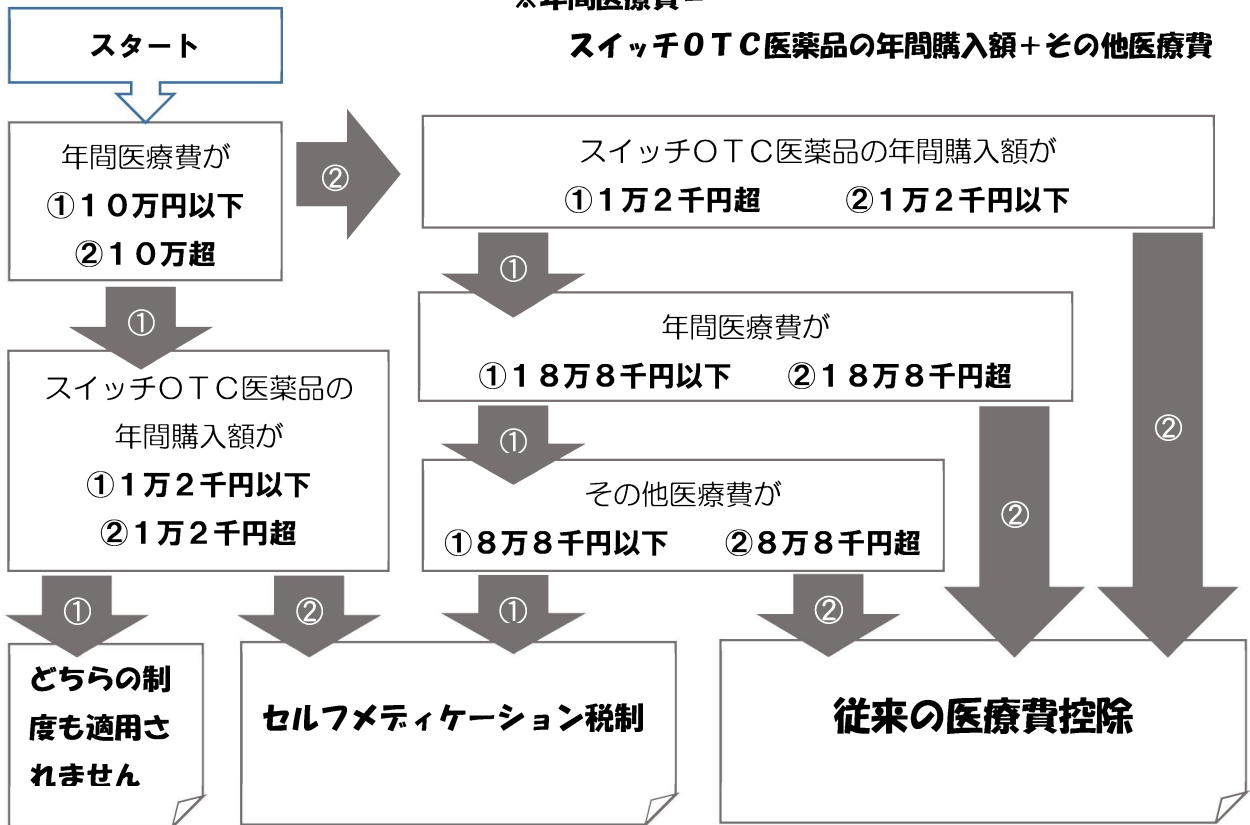 ※年間医療費＝
スイッチＯＴＣ医薬品の年間購入額＋その他医療費
スタート
年間医療費が
①１０万円以下
②１０万超
②
スイッチＯＴＣ医薬品の年間購入額が
①１万２千円超　②１万２千円以下
①
①
年間医療費が
①１８万８千円以下　②１８万８千円超
②
スイッチＯＴＣ医薬品の
年間購入額が
①１万２千円以下
②１万２千円超
①
その他医療費が
①８万８千円以下　②８万８千円超
②
①
②
①
②
どちらの制
度も適用さ
れません
セルフメディケーション税制
従来の医療費控除